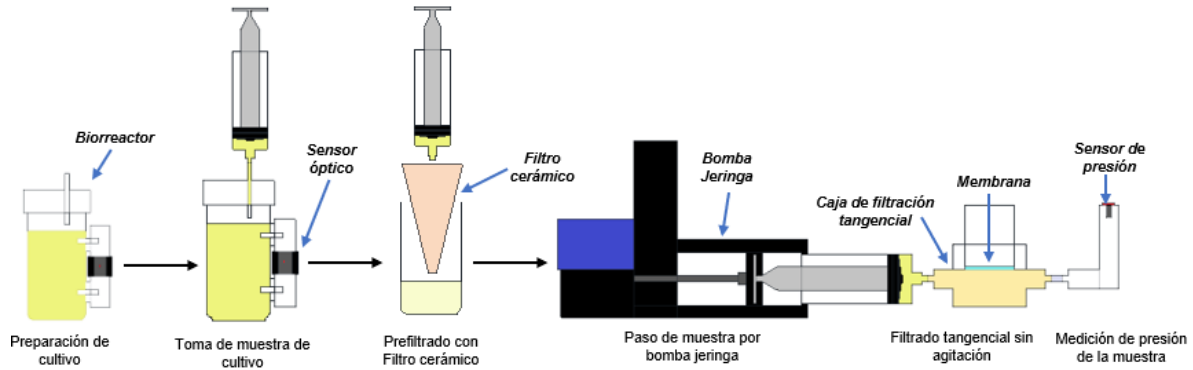 Biorreactor
Sensor
óptico
Filtro
cerámico
Bomba
Jeringa
Caja de filtración
tangencial
Membrana
Sensor de
presión
Preparación de
cultivo
Toma de muestra de
cultivo
Prefiltrado con
Filtro cerámico
Paso de muestra por
bomba jeringa
Filtrado tangencial sin
agitación
Medición de presión
de la muestra